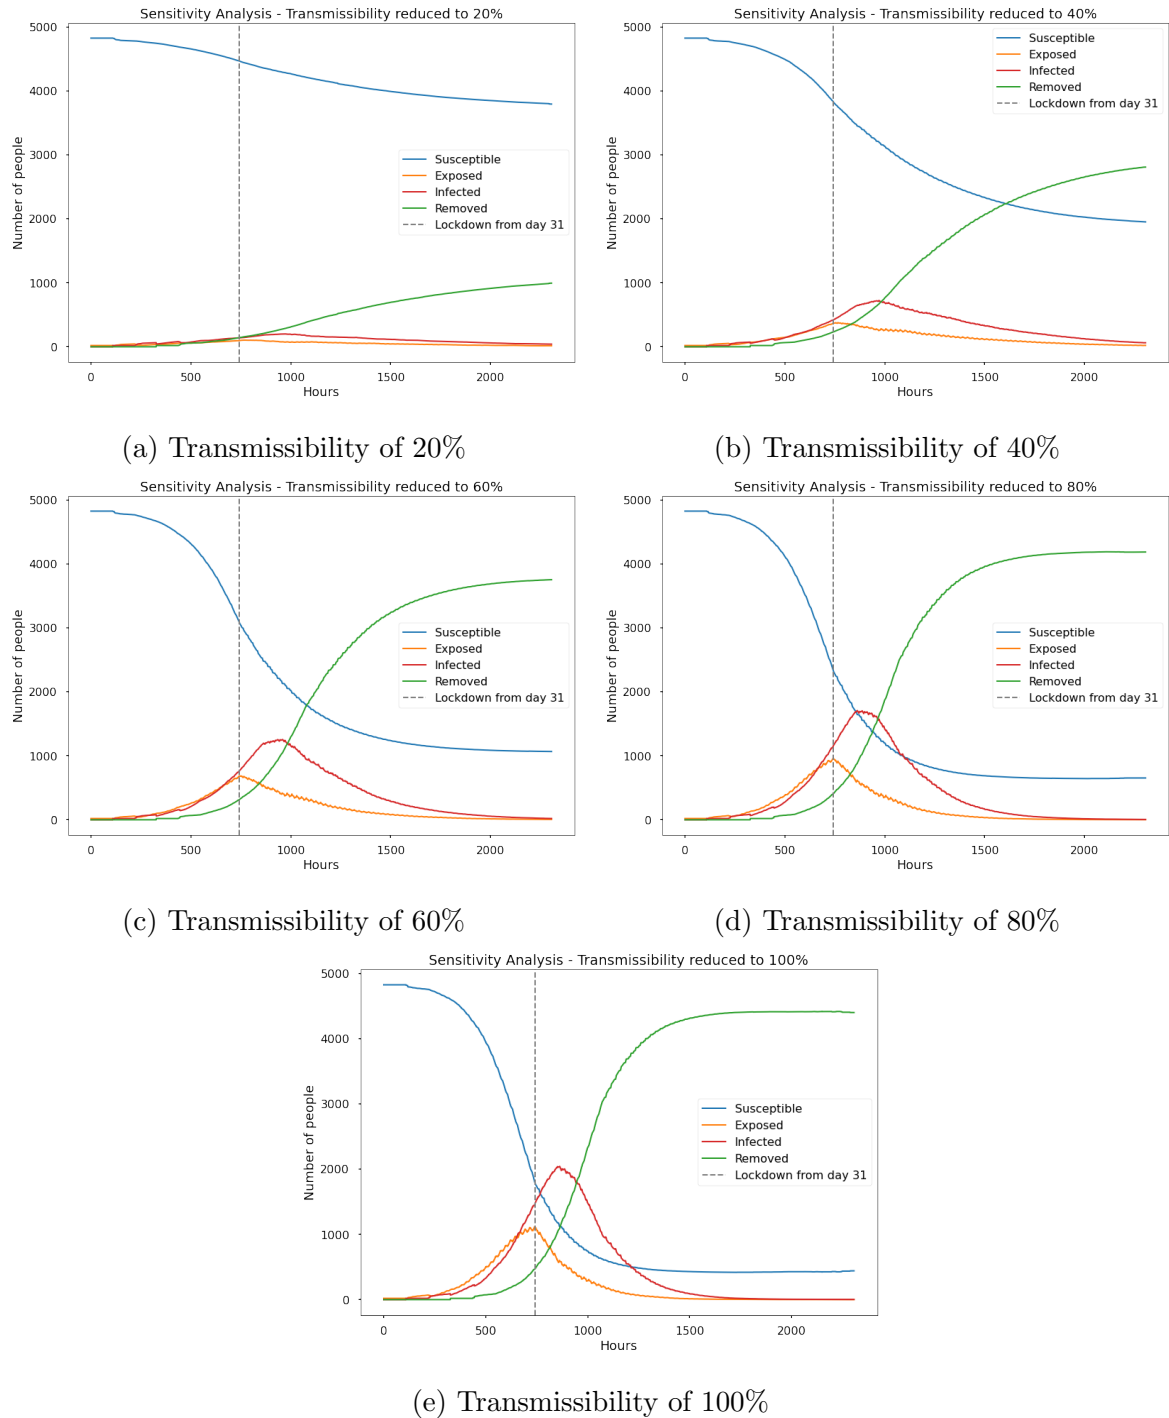 Sensitivity Analysis - Transmissibility reduced to 20%
Number of people
5000
4000
3000
2000
1000
0
Susceptible
Exposed
Infected
Removed
Lockdown from day 31
0 500 1000 1500 2000
Hours
(a) Transmissibility of 20%
Sensitivity Analysis - Transmissibility reduced to 40%
Number of people
5000
4000
3000
2000
1000
0
Susceptible
Exposed
Infected
Removed
Lockdown from day 31
0 500 1000 1500 2000
Hours
(b) Transmissibility of 40%
Sensitivity Analysis - Transmissibility reduced to 60%
Number of people
5000
4000
3000
2000
1000
0
Susceptible
Exposed
Infected
Removed
Lockdown from day 31
0 500 1000 1500 2000
Hours
(c) Transmissibility of 60%
Sensitivity Analysis - Transmissibility reduced to 80%
Number of people
5000
4000
3000
2000
1000
0
Susceptible
Exposed
Infected
Removed
Lockdown from day 31
0 500 1000 1500 2000
Hours
(d) Transmissibility of 80%
Sensitivity Analysis - Transmissibility reduced to 100%
Number of people
5000
4000
3000
2000
1000
0
Susceptible
Exposed
Infected
Removed
Lockdown from day 31
0 500 1000 1500 2000
Hours
(e) Transmissibility of 100%